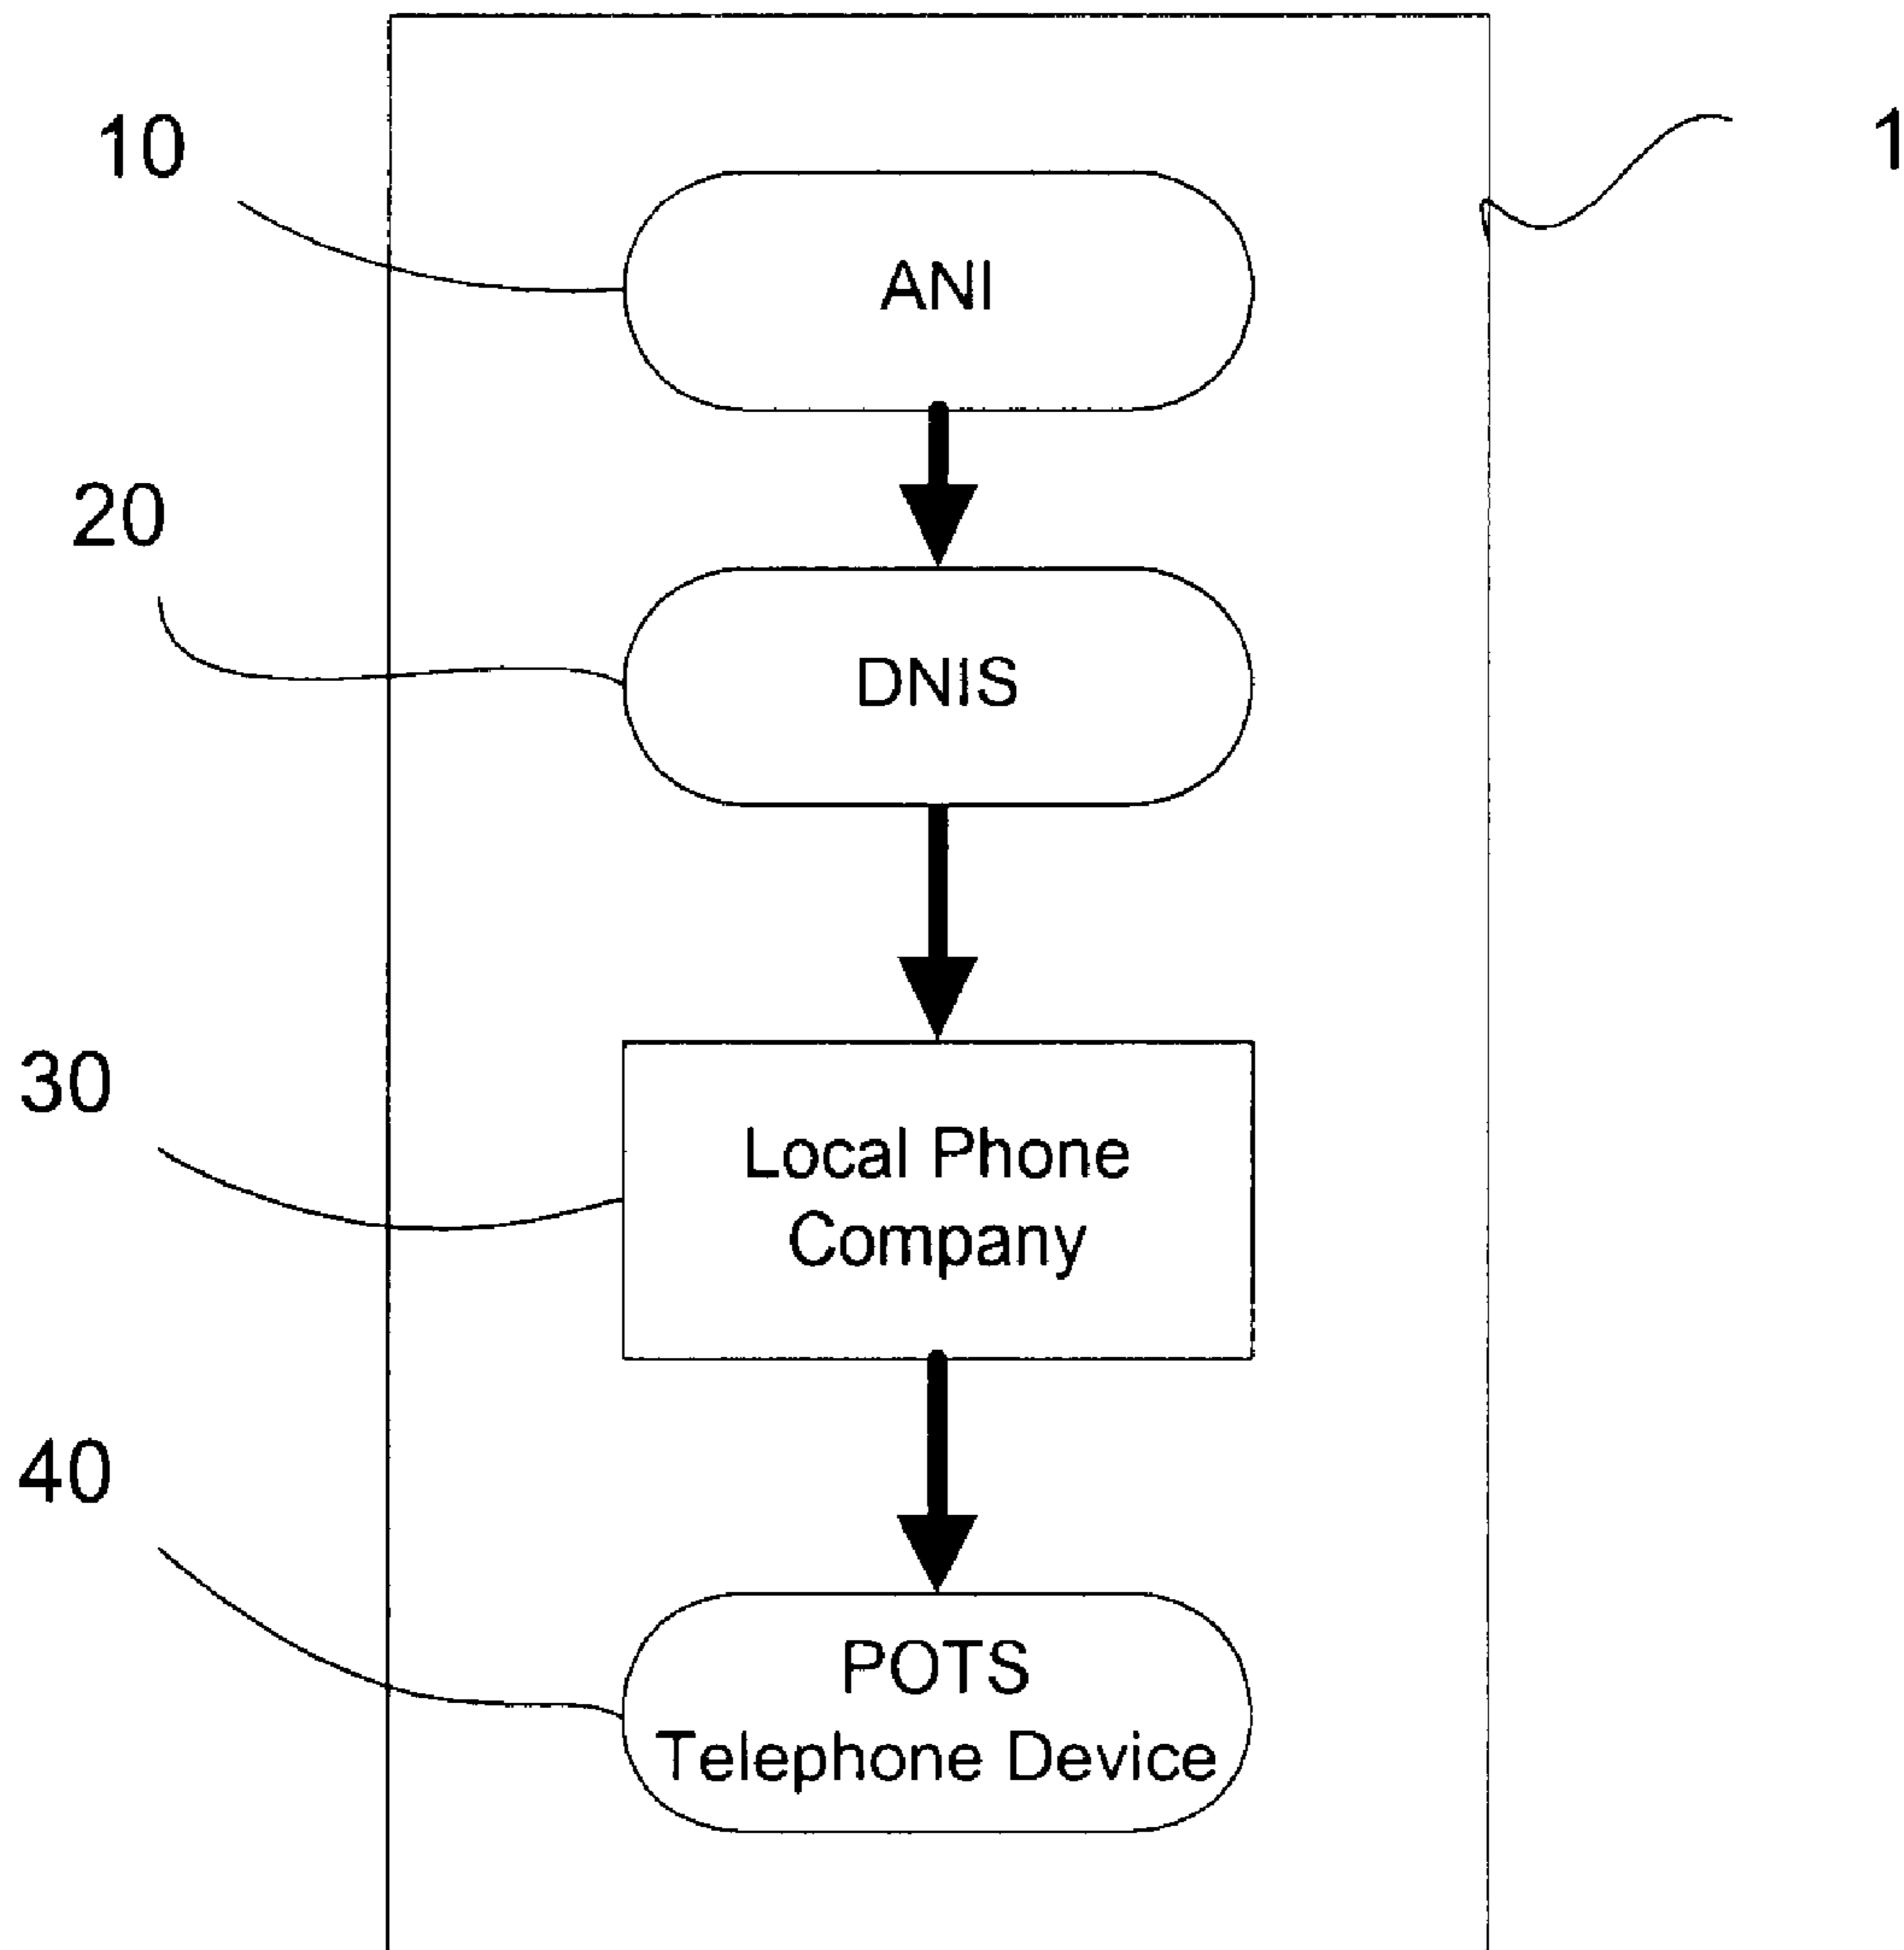 10
1
ANI
20
DNIS
30
Local Phone
Company
40
POTS
Telephone Device